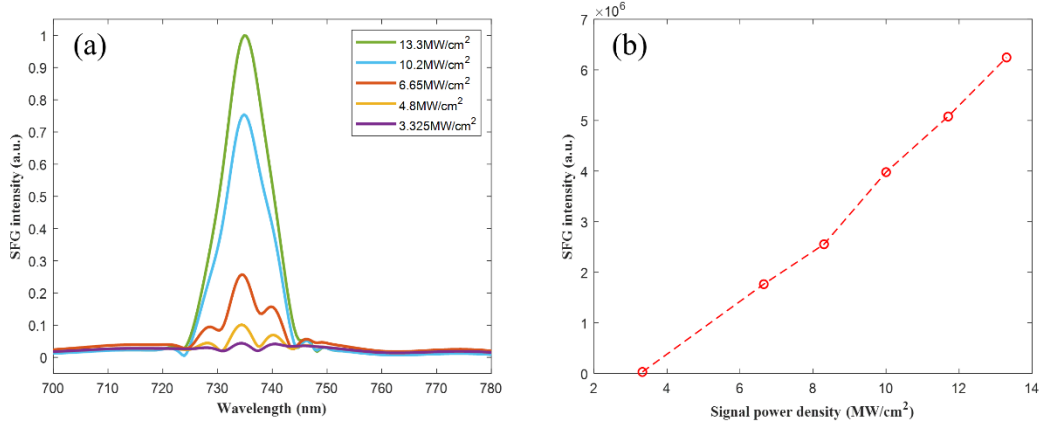 (a)
13.3MW/cm²
10.2MW/cm²
6.65MW/cm²
4.8MW/cm²
3.325MW/cm²
1
0.9
0.8
0.7
0.6
0.5
0.4
0.3
0.2
0.1
0
SFG intensity (a.u.)
700 710 720 730 740 750 760 770 780
Wavelength (nm)
(b)
×10⁶
7
6
5
4
3
2
1
0
SFG intensity (a.u.)
2 4 6 8 10 12 14
Signal power density (MW/cm²)